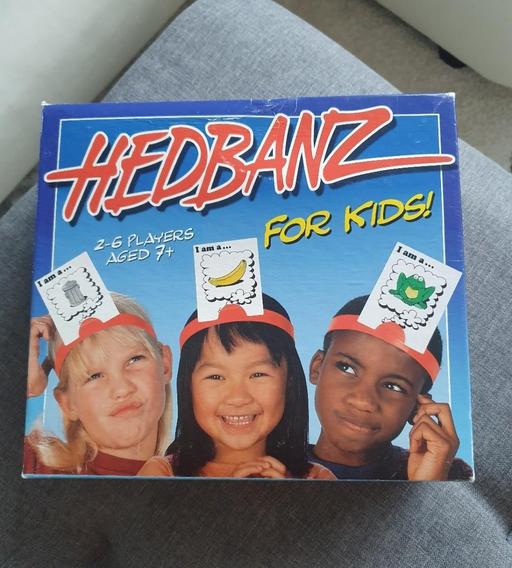 HEDBANZ
FOR KIDS!
2-6 PLAYERS
AGED 7+
I am a...
I am a...
I am a...